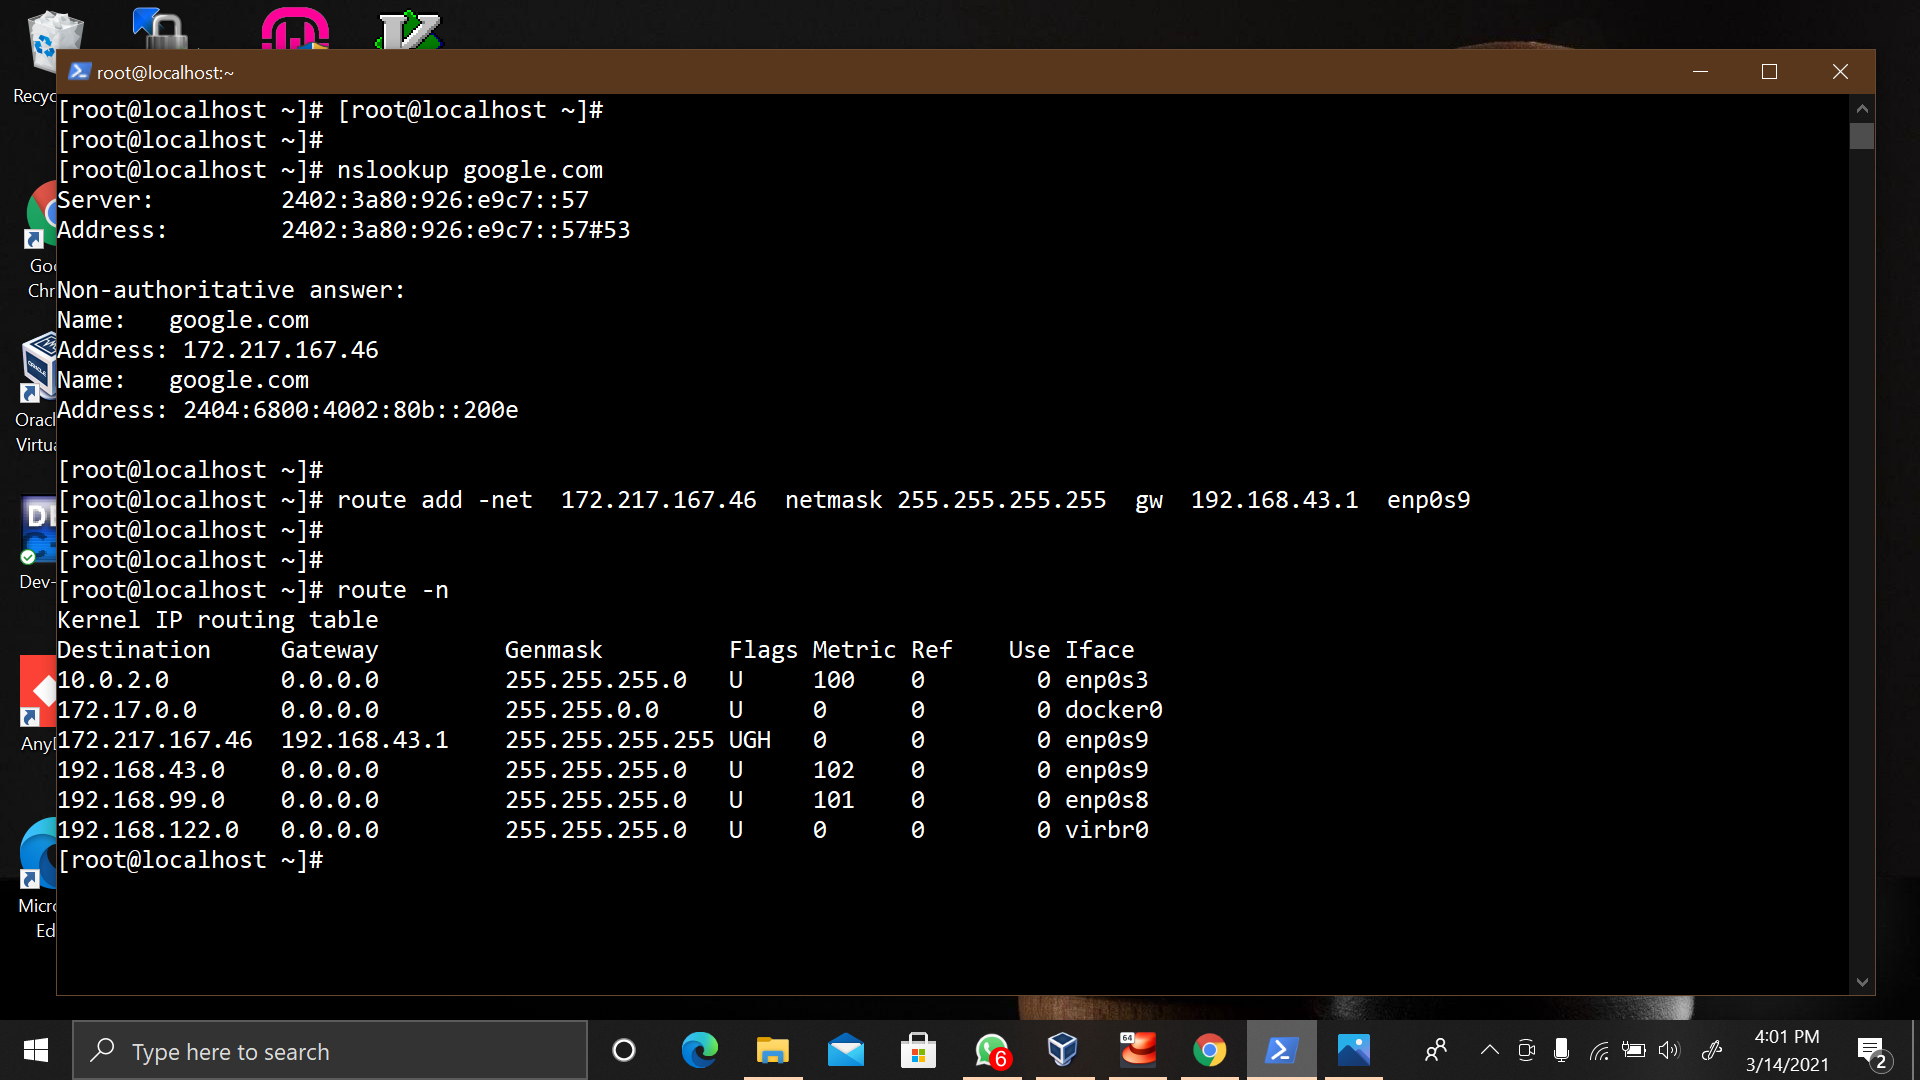 Recyc
Goo
Chr
Oracl
Virtua
Dev-
AnyD
Micro
Ed
root@localhost:~
[root@localhost ~]# [root@localhost ~]#
[root@localhost ~]#
[root@localhost ~]# nslookup google.com
Server:         2402:3a80:926:e9c7::57
Address:        2402:3a80:926:e9c7::57#53
Non-authoritative answer:
Name:   google.com
Address: 172.217.167.46
Name:   google.com
Address: 2404:6800:4002:80b::200e
[root@localhost ~]#
[root@localhost ~]# route add -net  172.217.167.46  netmask 255.255.255.255  gw  192.168.43.1  enp0s9
[root@localhost ~]#
[root@localhost ~]#
[root@localhost ~]# route -n
Kernel IP routing table
Destination     Gateway         Genmask         Flags Metric Ref    Use Iface
10.0.2.0        0.0.0.0         255.255.255.0   U     100    0        0 enp0s3
172.17.0.0      0.0.0.0         255.255.0.0     U     0      0        0 docker0
172.217.167.46  192.168.43.1    255.255.255.255 UGH   0      0        0 enp0s9
192.168.43.0    0.0.0.0         255.255.255.0   U     102    0        0 enp0s9
192.168.99.0    0.0.0.0         255.255.255.0   U     101    0        0 enp0s8
192.168.122.0   0.0.0.0         255.255.255.0   U     0      0        0 virbr0
[root@localhost ~]#
Type here to search
6
64
4:01 PM
3/14/2021
2